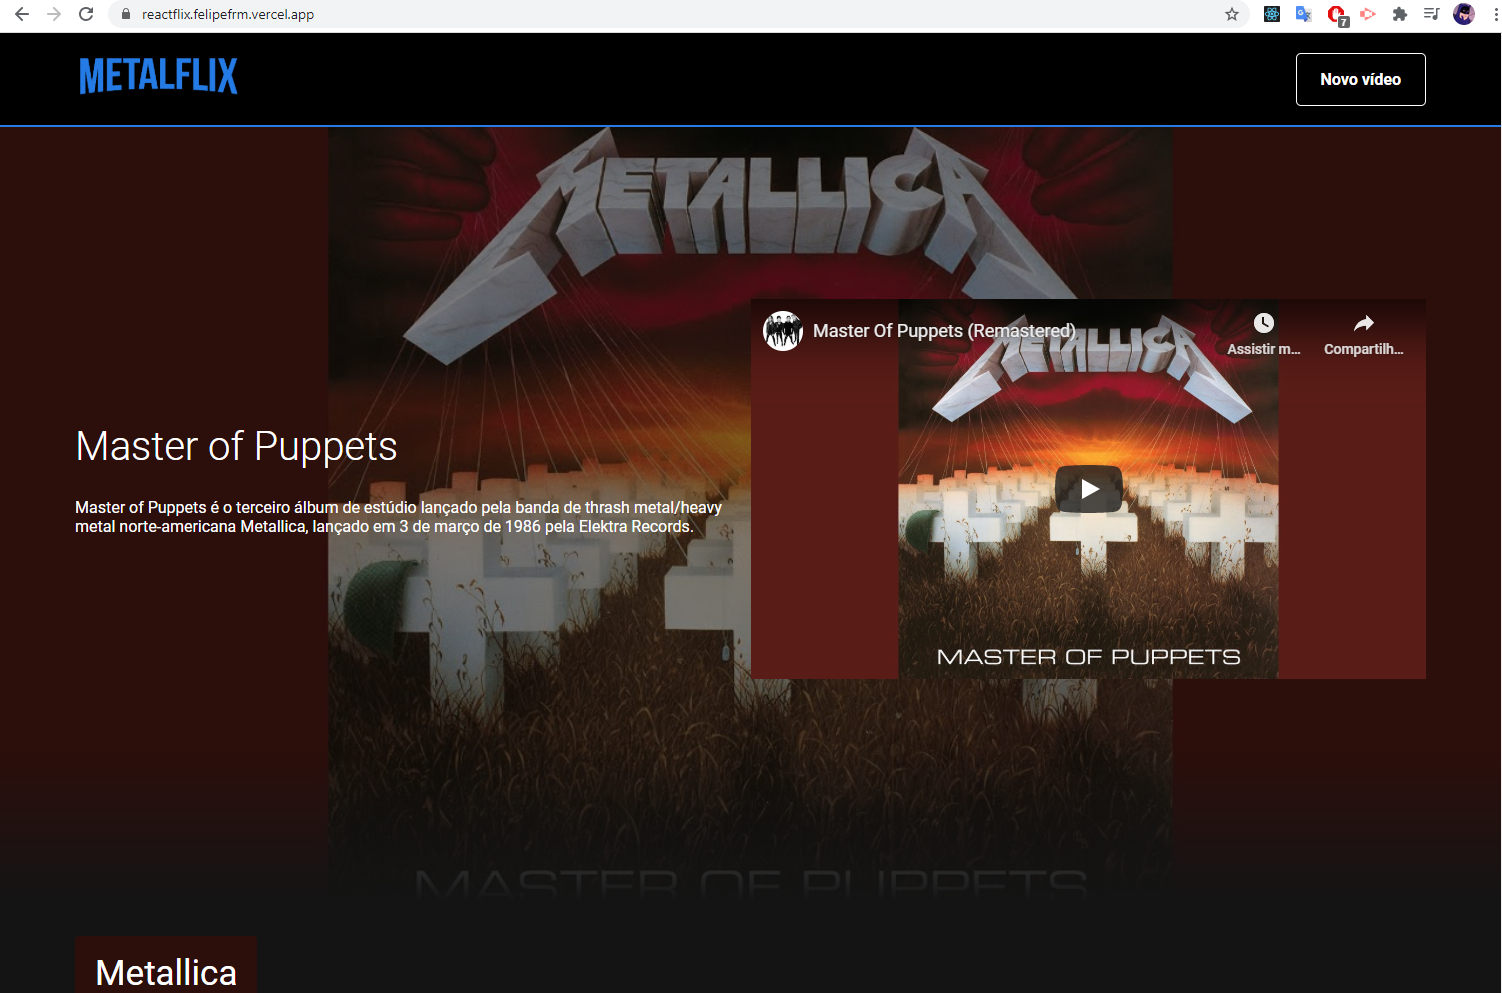 reactflix.felipefrm.vercel.app
7
METALFLIX
Novo vídeo
METALLICA
Master Of Puppets (Remastered)
METALLICA
Assistir m...
Compartilh...
Master of Puppets
Master of Puppets é o terceiro álbum de estúdio lançado pela banda de thrash metal/heavy
metal norte-americana Metallica, lançado em 3 de março de 1986 pela Elektra Records.
MASTER OF PUPPETS
MASTER OF PUPPETS
Metallica